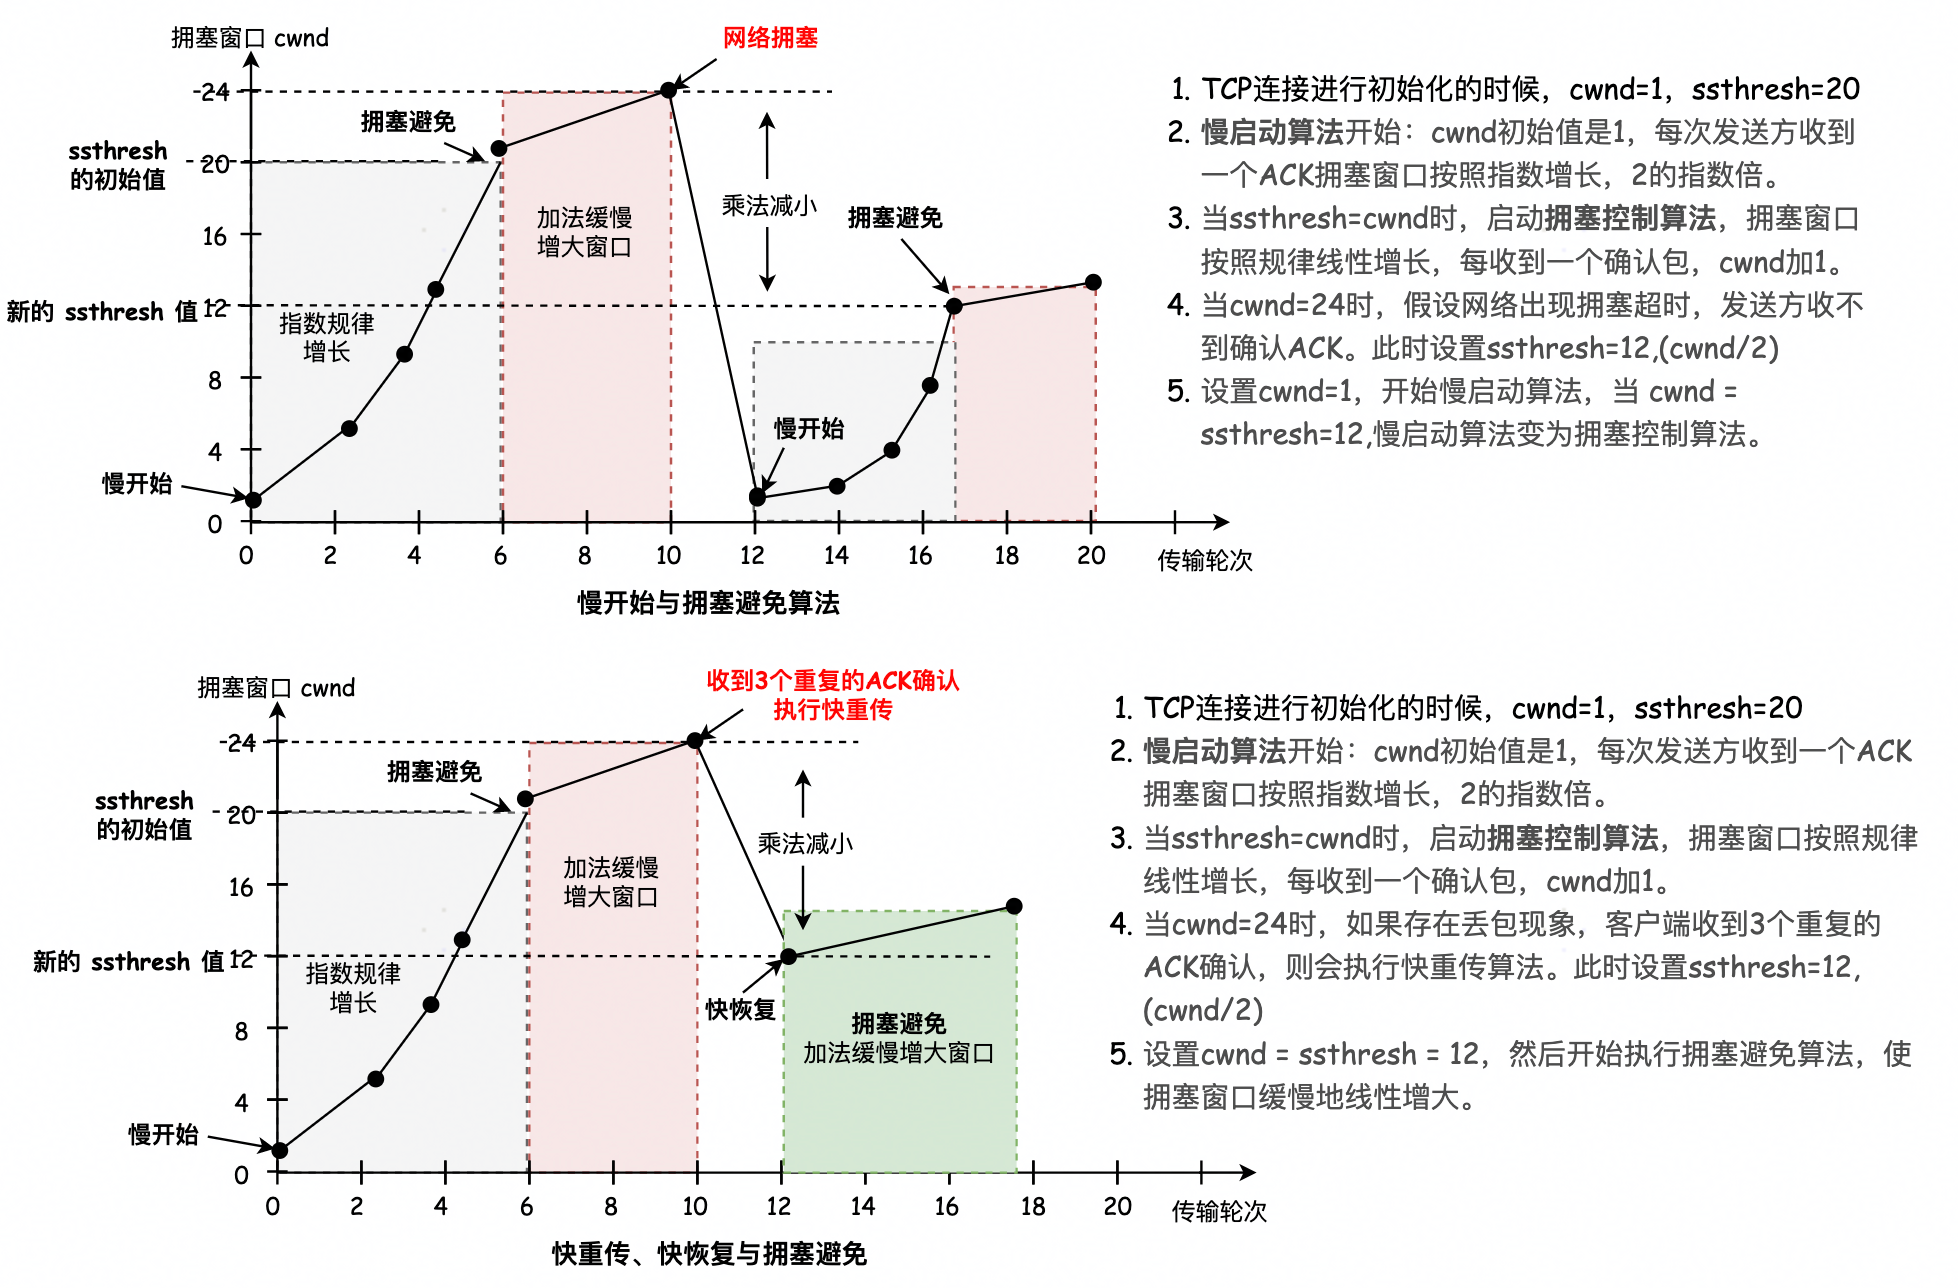 拥塞窗口 cwnd
网络拥塞
24
拥塞避免
ssthresh
的初始值
20
加法缓慢
增大窗口
乘法减小
拥塞避免
16
新的 ssthresh 值
12
指数规律
增长
8
慢开始
4
慢开始
0
0 2 4 6 8 10 12 14 16 18 20
传输轮次
慢开始与拥塞避免算法
1. TCP连接进行初始化的时候，cwnd=1，ssthresh=20
2. 慢启动算法开始：cwnd初始值是1，每次发送方收到
一个ACK拥塞窗口按照指数增长，2的指数倍。
3. 当ssthresh=cwnd时，启动拥塞控制算法，拥塞窗口
按照规律线性增长，每收到一个确认包，cwnd加1。
4. 当cwnd=24时，假设网络出现拥塞超时，发送方收不
到确认ACK。此时设置ssthresh=12,(cwnd/2)
5. 设置cwnd=1，开始慢启动算法，当 cwnd =
ssthresh=12,慢启动算法变为拥塞控制算法。
拥塞窗口 cwnd
收到3个重复的ACK确认
执行快重传
24
拥塞避免
ssthresh
的初始值
20
加法缓慢
增大窗口
乘法减小
16
新的 ssthresh 值
12
指数规律
增长
快恢复
拥塞避免
加法缓慢增大窗口
8
4
慢开始
0
0 2 4 6 8 10 12 14 16 18 20
传输轮次
快重传、快恢复与拥塞避免
1. TCP连接进行初始化的时候，cwnd=1，ssthresh=20
2. 慢启动算法开始：cwnd初始值是1，每次发送方收到一个ACK
拥塞窗口按照指数增长，2的指数倍。
3. 当ssthresh=cwnd时，启动拥塞控制算法，拥塞窗口按照规律
线性增长，每收到一个确认包，cwnd加1。
4. 当cwnd=24时，如果存在丢包现象，客户端收到3个重复的
ACK确认，则会执行快重传算法。此时设置ssthresh=12,
(cwnd/2)
5. 设置cwnd = ssthresh = 12，然后开始执行拥塞避免算法，使
拥塞窗口缓慢地线性增大。